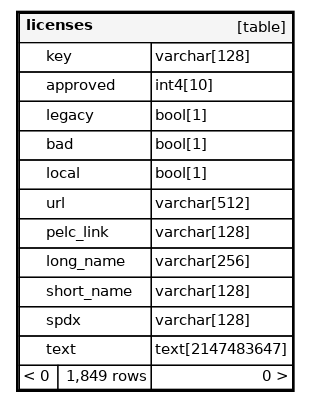 licenses [table]
key varchar[128]
approved int4[10]
legacy bool[1]
bad bool[1]
local bool[1]
url varchar[512]
pelc_link varchar[128]
long_name varchar[256]
short_name varchar[128]
spdx varchar[128]
text text[2147483647]
< 0 1,849 rows 0 >